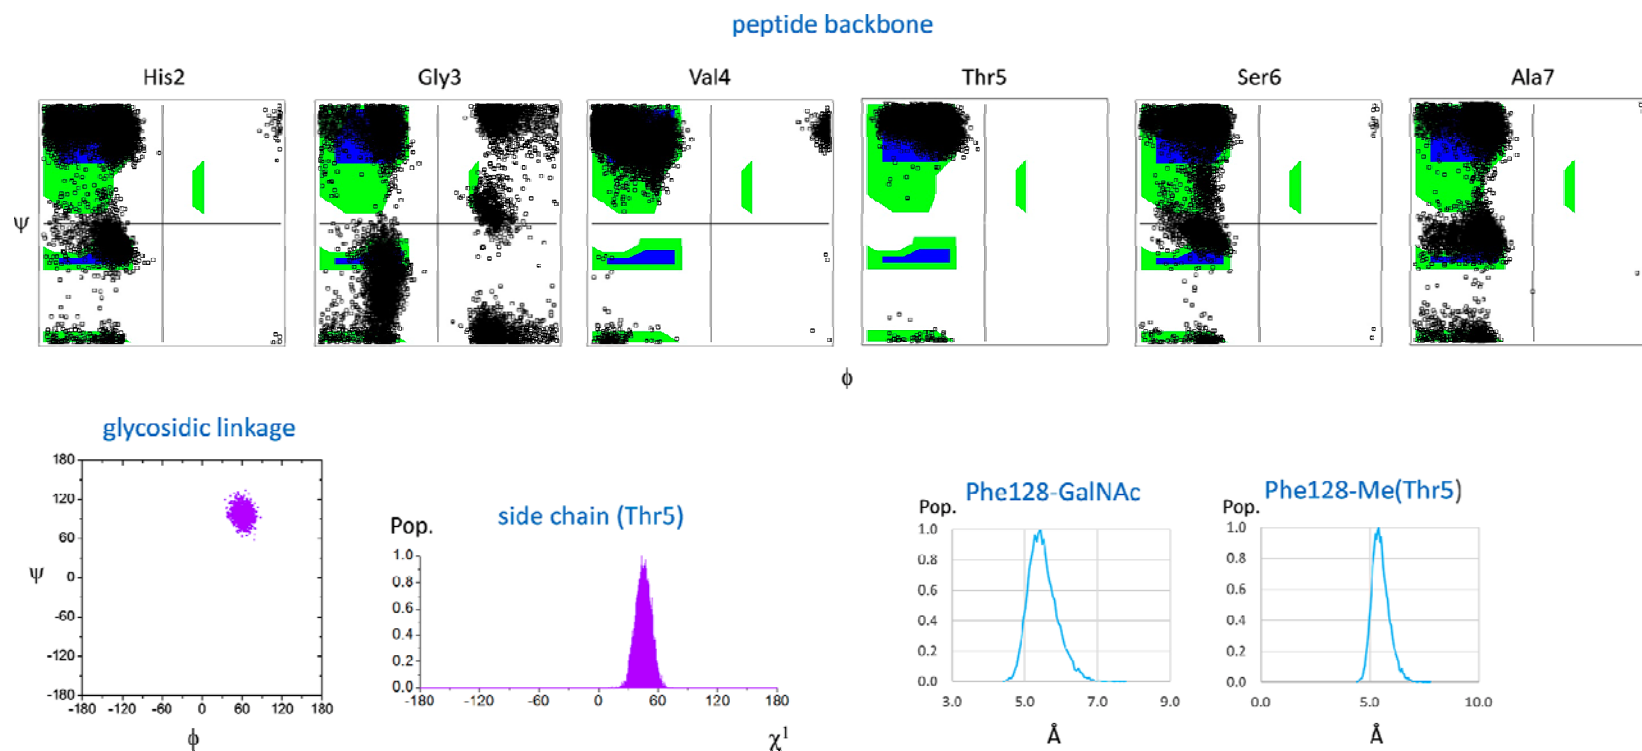 peptide backbone
His2 Gly3 Val4 Thr5 Ser6 Ala7
ψ
ϕ
glycosidic linkage
180
120
60
ψ 0
-60
-120
-180
-180 -120 -60 0 60 120 180
ϕ
side chain (Thr5)
Pop.
1.0
0.8
0.6
0.4
0.2
0.0
-180 -120 -60 0 60 120 180
χ1
Phe128-GalNAc
Pop.
1.0
0.8
0.6
0.4
0.2
0.0
3.0 5.0 7.0 9.0
Å
Phe128-Me(Thr5)
Pop.
1.0
0.8
0.6
0.4
0.2
0.0
0.0 5.0 10.0
Å